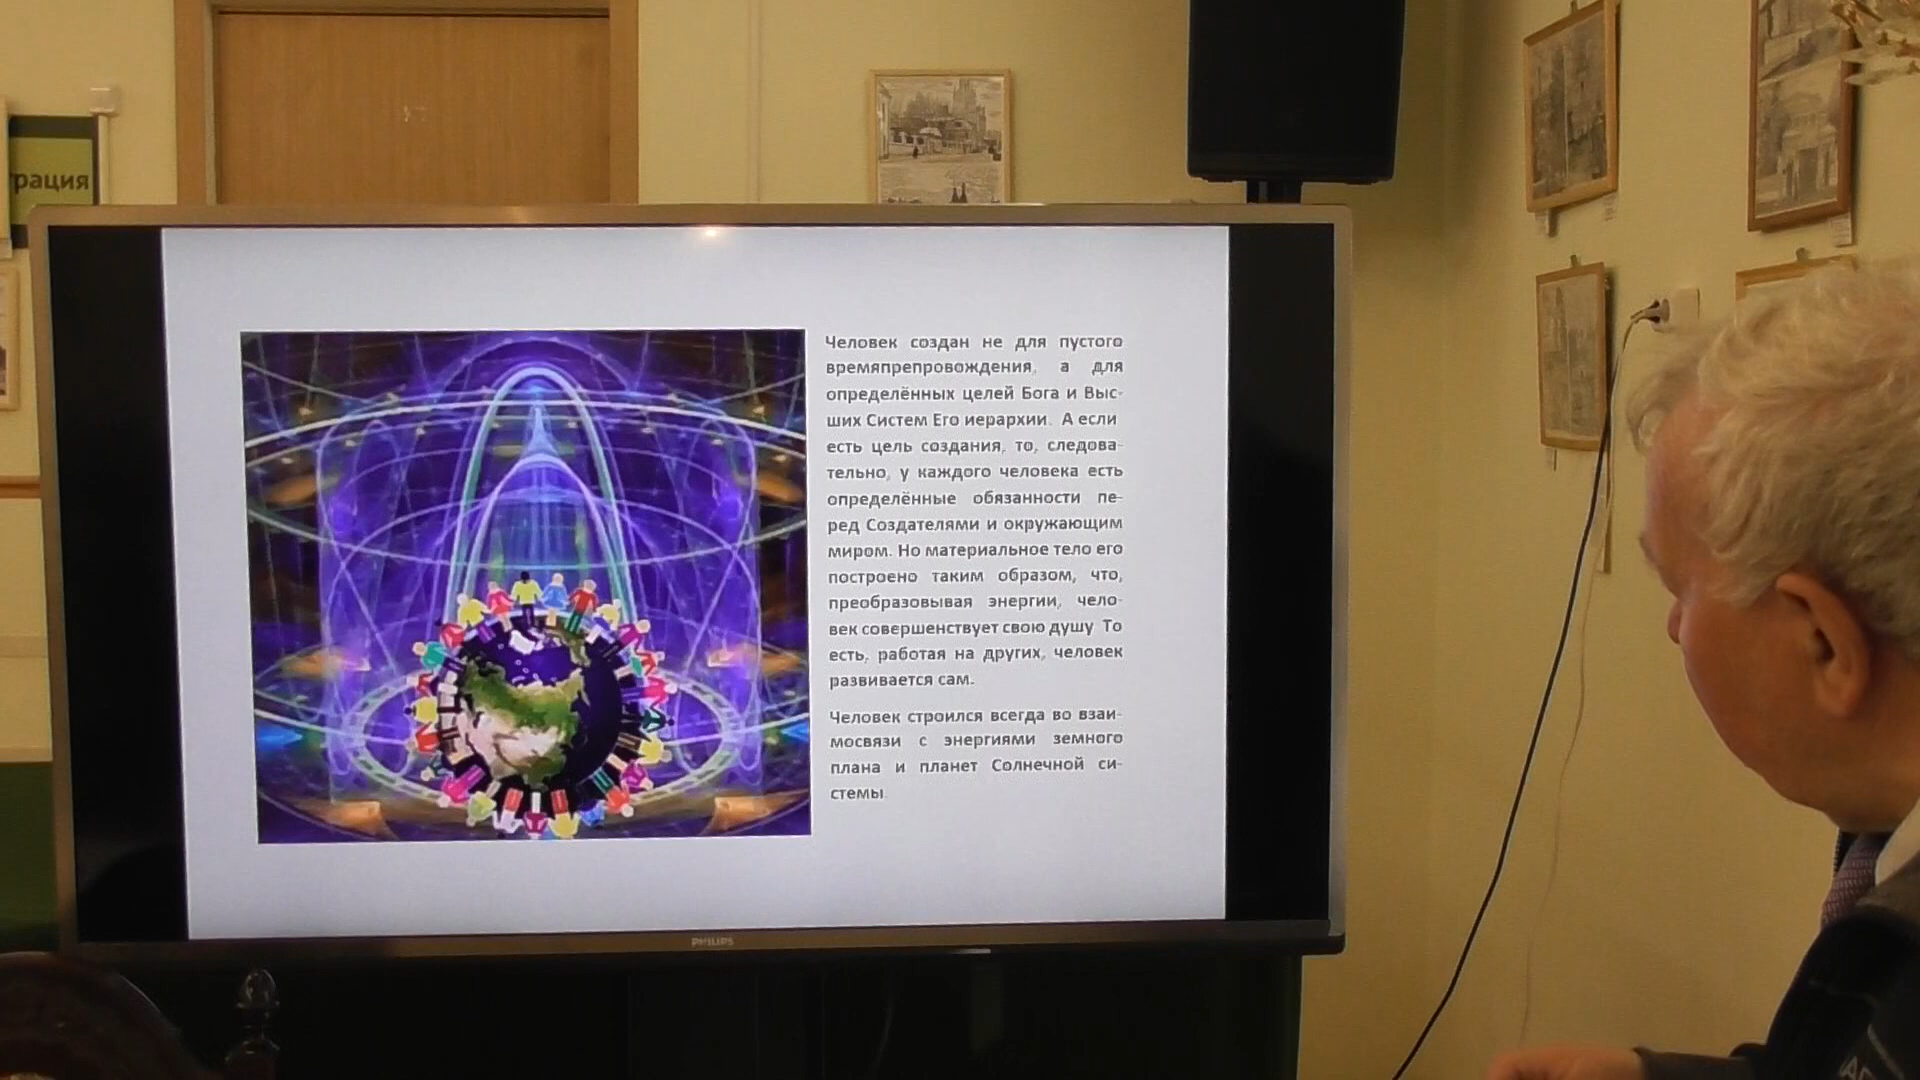 рация
Человек создан не для пустого
времяпрепровождения, а для
определённых целей Бога и Выс-
ших Систем Его иерархии. А если
есть цель создания, то, следова-
тельно, у каждого человека есть
определённые обязанности пе-
ред Создателями и окружающим
миром. Но материальное тело его
построено таким образом, что,
преобразовывая энергии, чело-
век совершенствует свою душу. То
есть, работая на других, человек
развивается сам.
Человек строился всегда во взаи-
мосвязи с энергиями земного
плана и планет Солнечной си-
стемы
PHILIPS